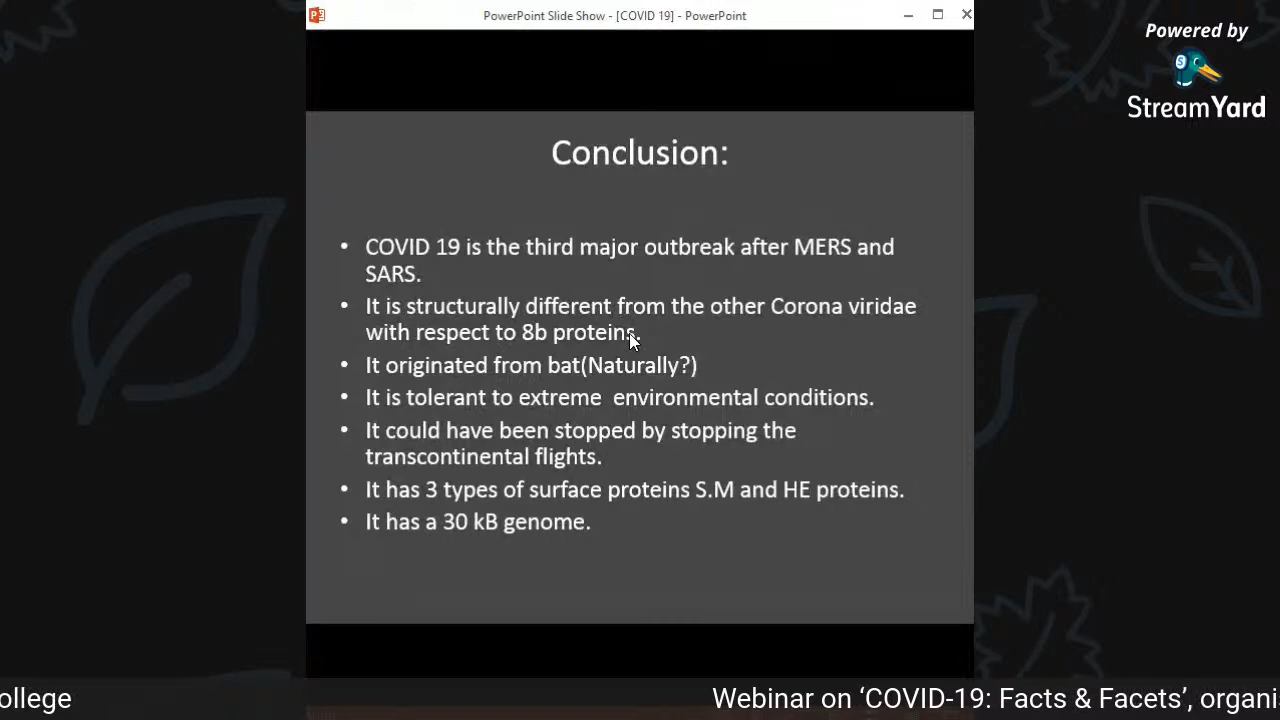 PowerPoint Slide Show - [COVID 19] - PowerPoint
Powered by
StreamYard
Conclusion:
• COVID 19 is the third major outbreak after MERS and
SARS.
• It is structurally different from the other Corona viridae
with respect to 8b proteins.
• It originated from bat(Naturally?)
• It is tolerant to extreme environmental conditions.
• It could have been stopped by stopping the
transcontinental flights.
• It has 3 types of surface proteins S.M and HE proteins.
• It has a 30 kB genome.
ollege
Webinar on ‘COVID-19: Facts & Facets’, organi